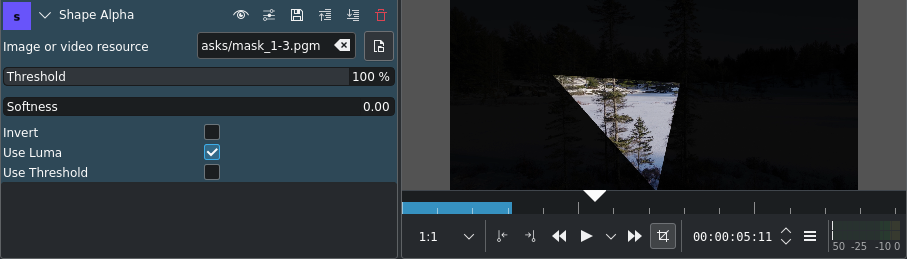 s Shape Alpha
Image or video resource asks/mask_1-3.pgm
Threshold 100 %
Softness 0.00
Invert
Use Luma
Use Threshold
1:1 00:00:05:11
50 -25 -10 0